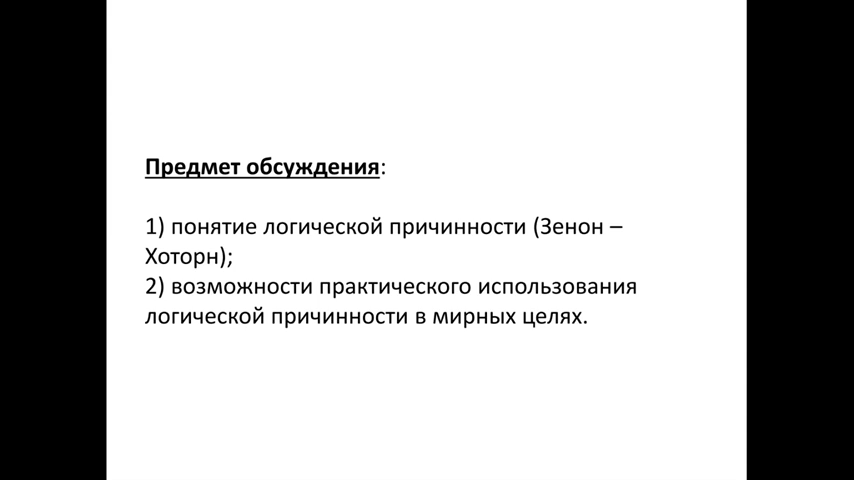 Предмет обсуждения:
1) понятие логической причинности (Зенон –
Хоторн);
2) возможности практического использования
логической причинности в мирных целях.